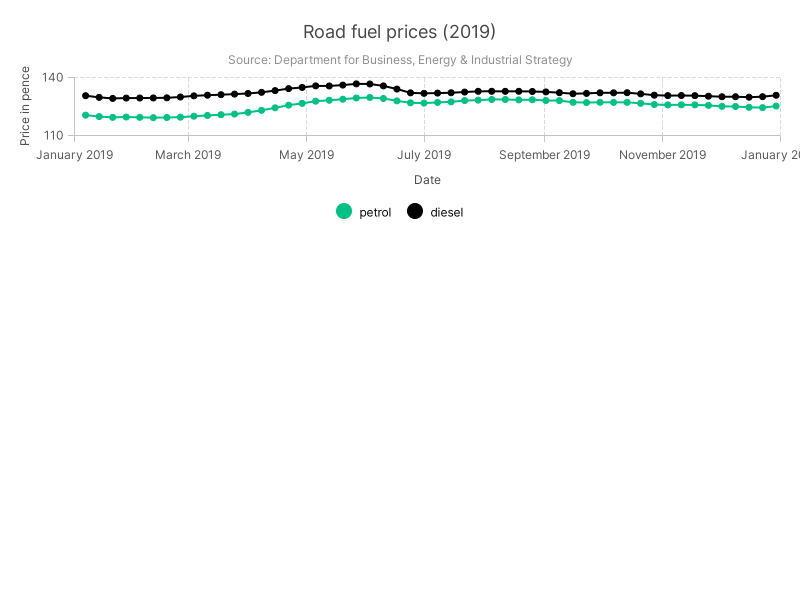 Road fuel prices (2019)
Source: Department for Business, Energy & Industrial Strategy
Price in pence
140
110
January 2019 March 2019 May 2019 July 2019 September 2019 November 2019 January 20
Date
petrol diesel